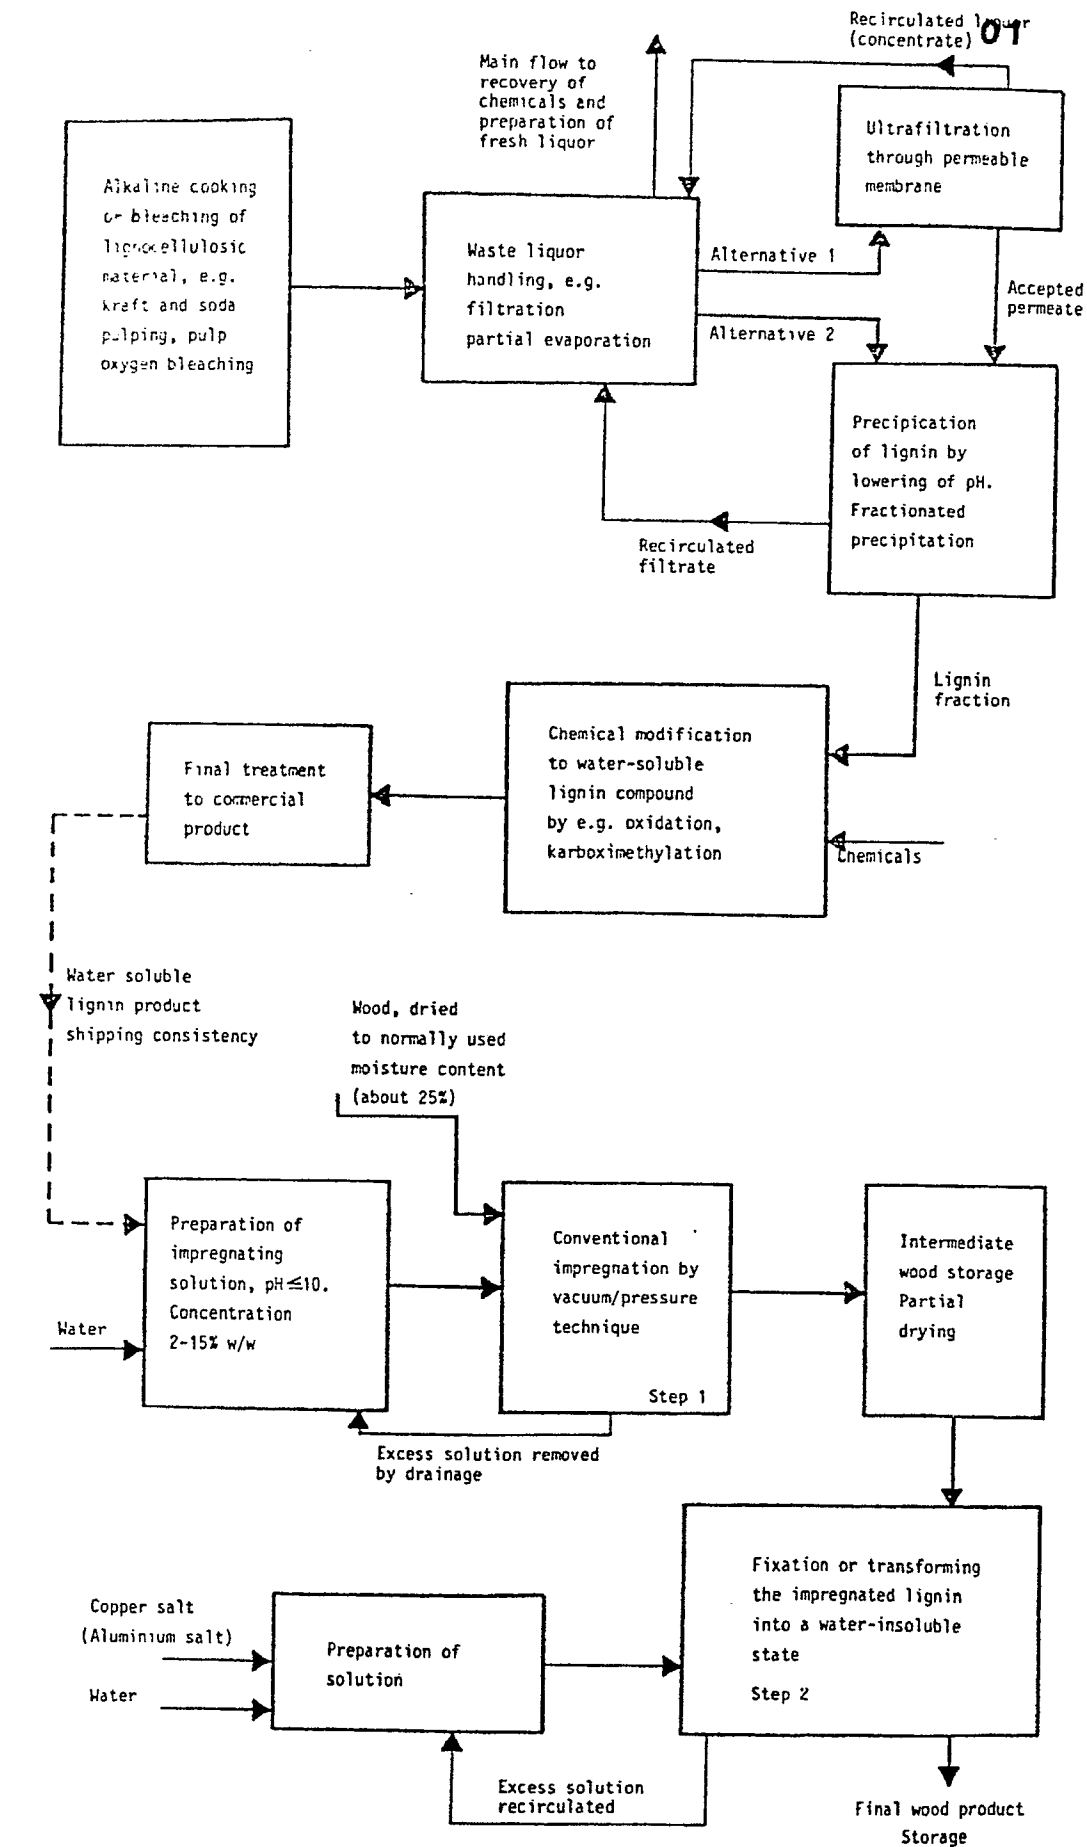 Recirculated liquor
(concentrate) 01
Main flow to
recovery of
chemicals and
preparation of
fresh liquor
Ultrafiltration
through permeable
membrane
Alkaline cooking
or bleaching of
lignocellulosic
material, e.g.
kraft and soda
pulping, pulp
oxygen bleaching
Waste liquor
handling, e.g.
filtration
partial evaporation
Alternative 1
Alternative 2
Accepted
permeate
Precipication
of lignin by
lowering of pH.
Fractionated
precipitation
Recirculated
filtrate
Lignin
fraction
Chemical modification
to water-soluble
lignin compound
by e.g. oxidation,
karboximethylation
Chemicals
Final treatment
to commercial
product
Water soluble
lignin product
shipping consistency
Wood, dried
to normally used
moisture content
(about 25%)
Preparation of
impregnating
solution, pH≦10.
Concentration
2-15% w/w
Water
Conventional
impregnation by
vacuum/pressure
technique
Step 1
Intermediate
wood storage
Partial
drying
Excess solution removed
by drainage
Fixation or transforming
the impregnated lignin
into a water-insoluble
state
Step 2
Copper salt
(Aluminium salt)
Water
Preparation of
solution
Excess solution
recirculated
Final wood product
Storage